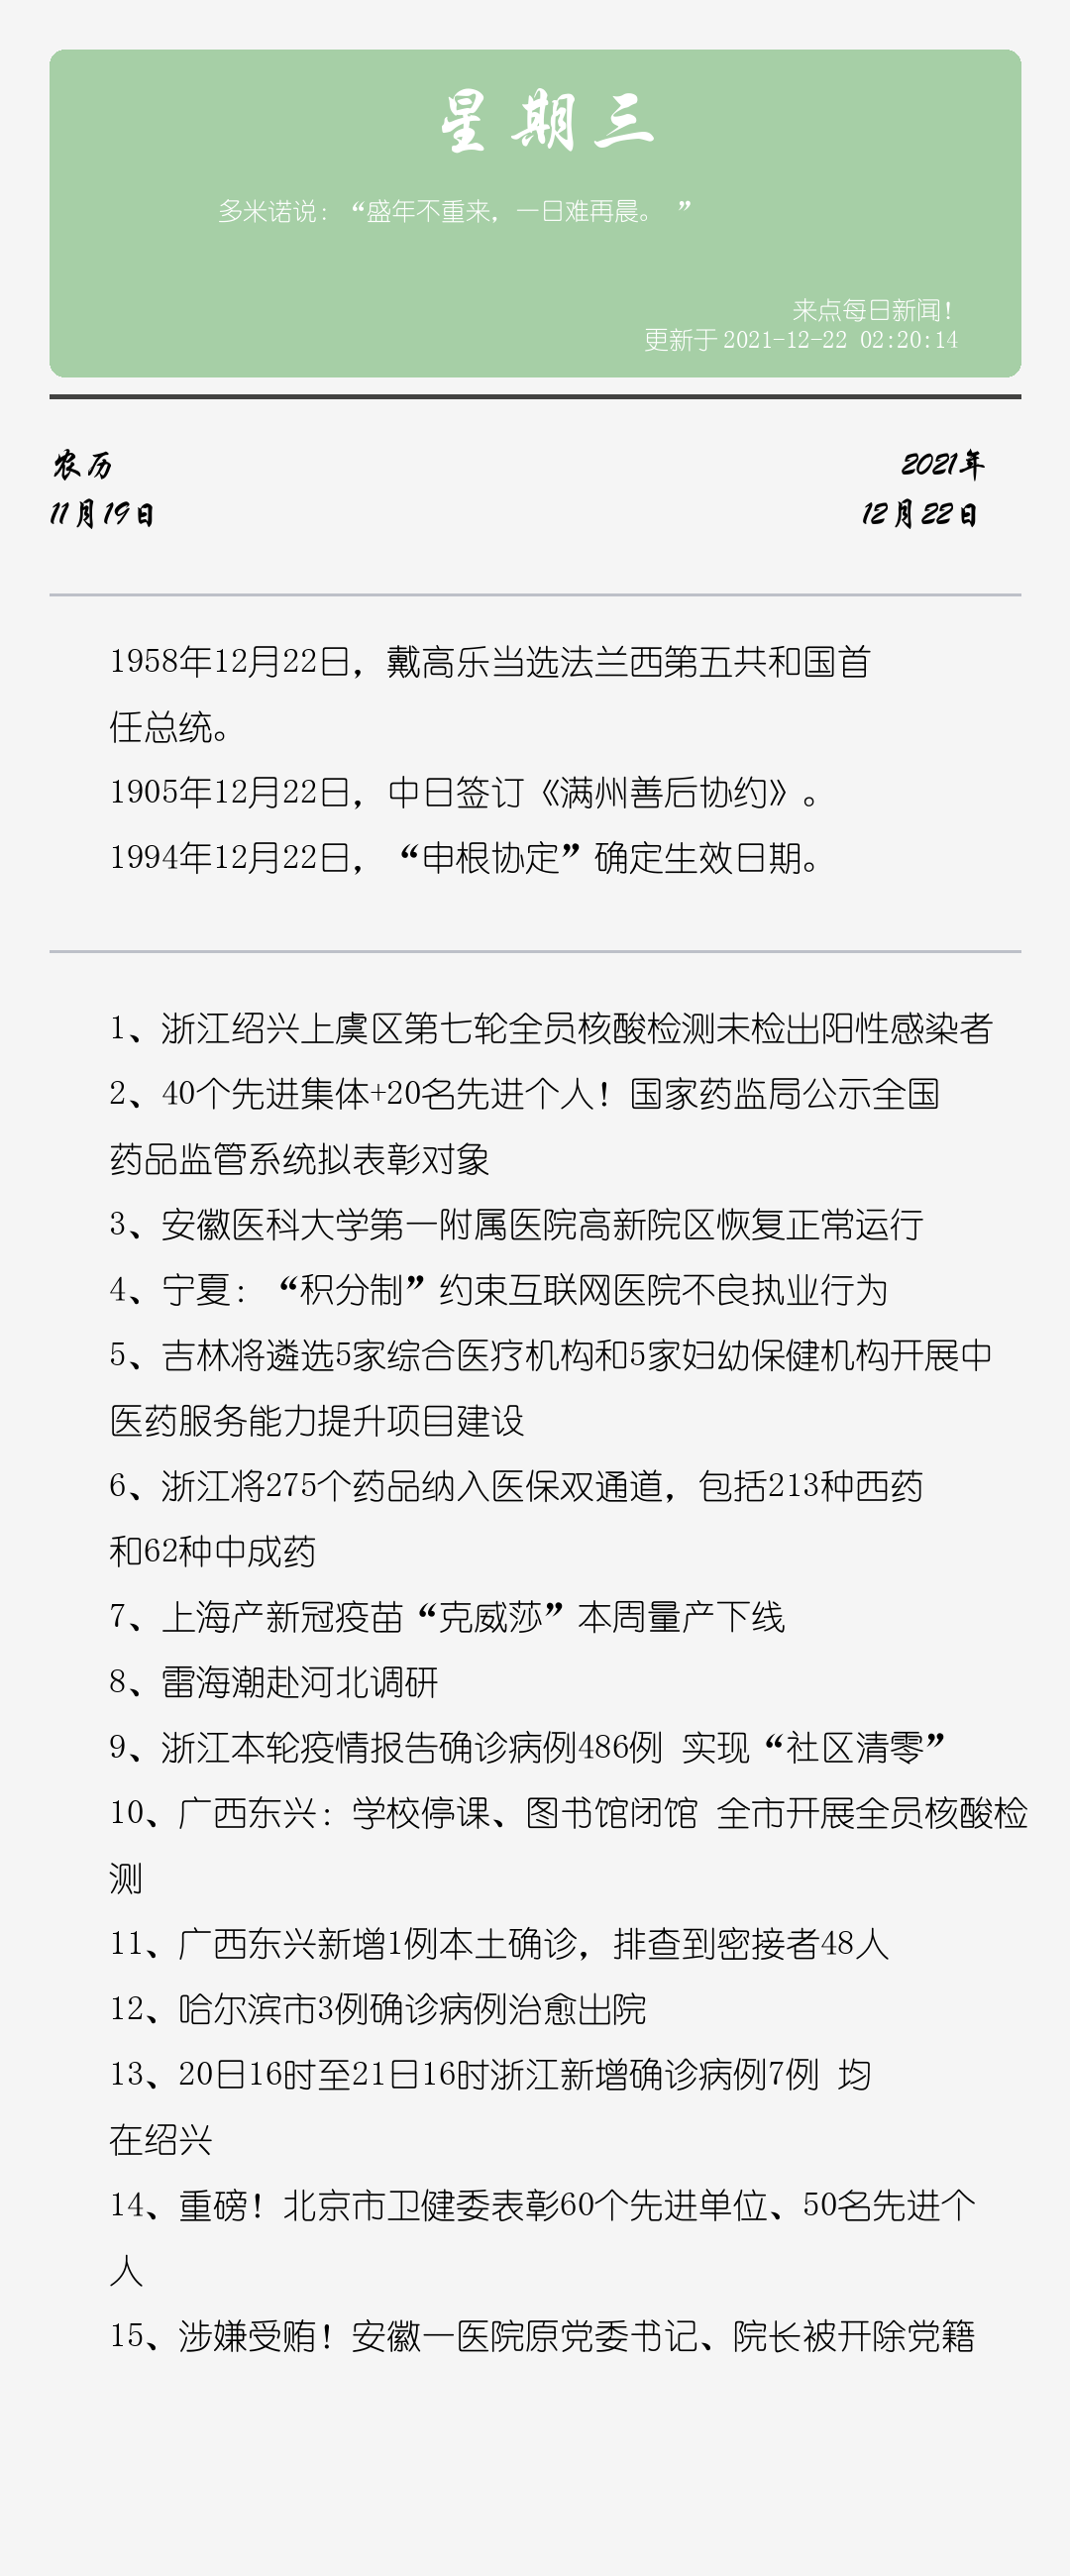 星期三
多米诺说：“盛年不重来，一日难再晨。 ”
来点每日新闻！
更新于 2021-12-22 02:20:14
农历
2021年
11月19日
12月22日
1958年12月22日，戴高乐当选法兰西第五共和国首
任总统。
1905年12月22日，中日签订《满州善后协约》。
1994年12月22日，“申根协定”确定生效日期。
1、浙江绍兴上虞区第七轮全员核酸检测未检出阳性感染者
2、40个先进集体+20名先进个人！国家药监局公示全国
药品监管系统拟表彰对象
3、安徽医科大学第一附属医院高新院区恢复正常运行
4、宁夏：“积分制”约束互联网医院不良执业行为
5、吉林将遴选5家综合医疗机构和5家妇幼保健机构开展中
医药服务能力提升项目建设
6、浙江将275个药品纳入医保双通道，包括213种西药
和62种中成药
7、上海产新冠疫苗“克威莎”本周量产下线
8、雷海潮赴河北调研
9、浙江本轮疫情报告确诊病例486例 实现“社区清零”
10、广西东兴：学校停课、图书馆闭馆 全市开展全员核酸检
测
11、广西东兴新增1例本土确诊，排查到密接者48人
12、哈尔滨市3例确诊病例治愈出院
13、20日16时至21日16时浙江新增确诊病例7例 均
在绍兴
14、重磅！北京市卫健委表彰60个先进单位、50名先进个
人
15、涉嫌受贿！安徽一医院原党委书记、院长被开除党籍